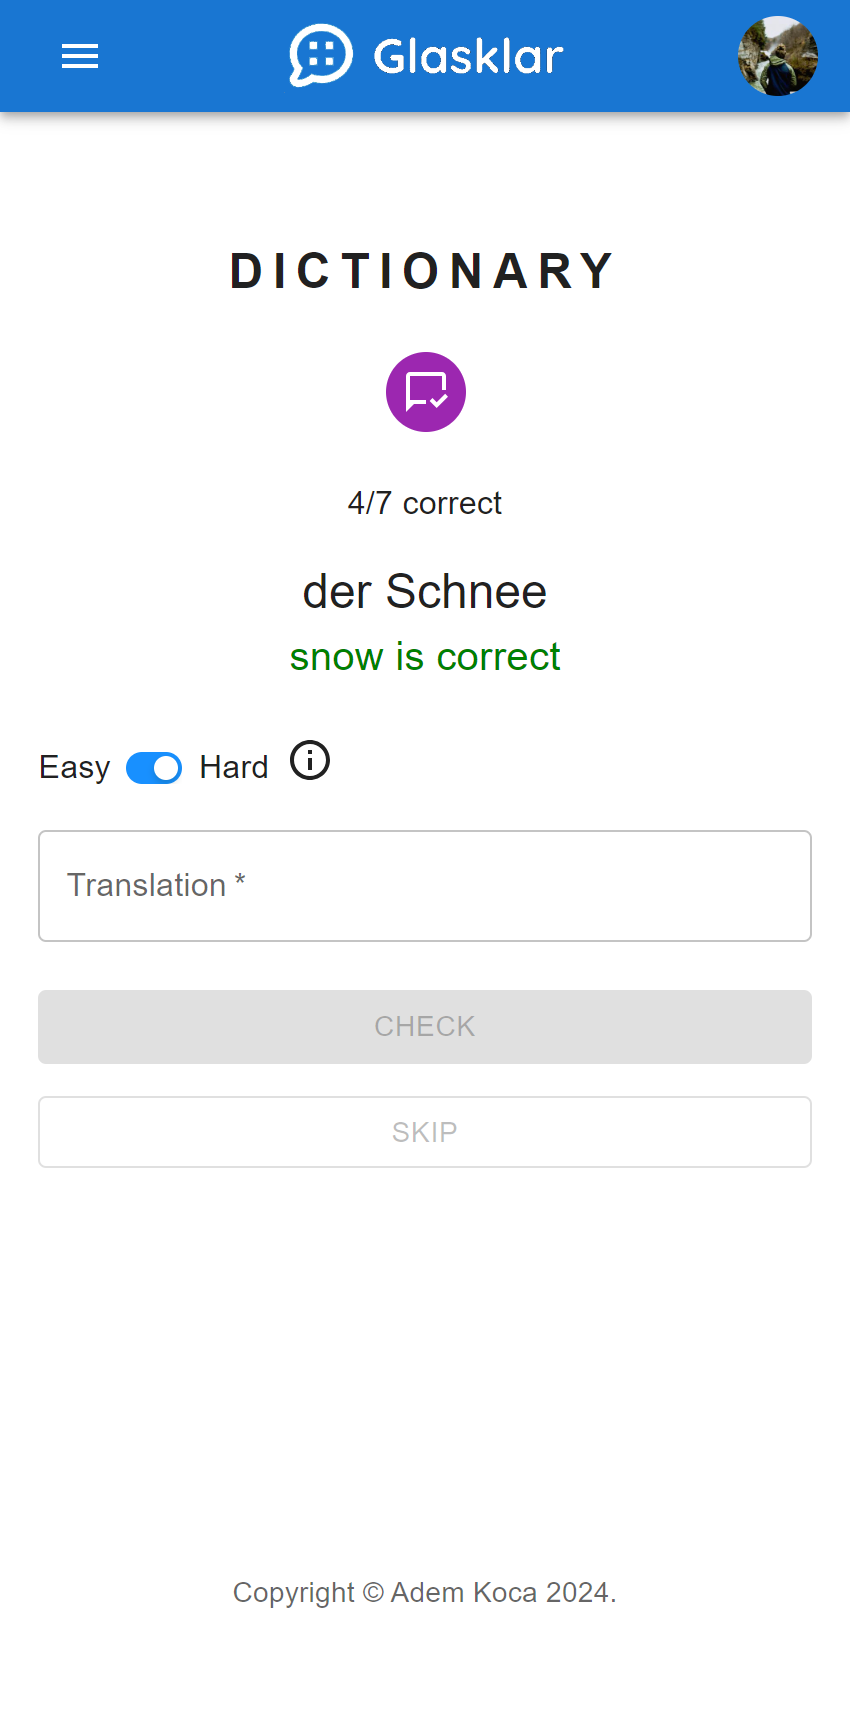 Glasklar
DICTIONARY
4/7 correct
der Schnee
snow is correct
Easy Hard
Translation *
CHECK
SKIP
Copyright © Adem Koca 2024.